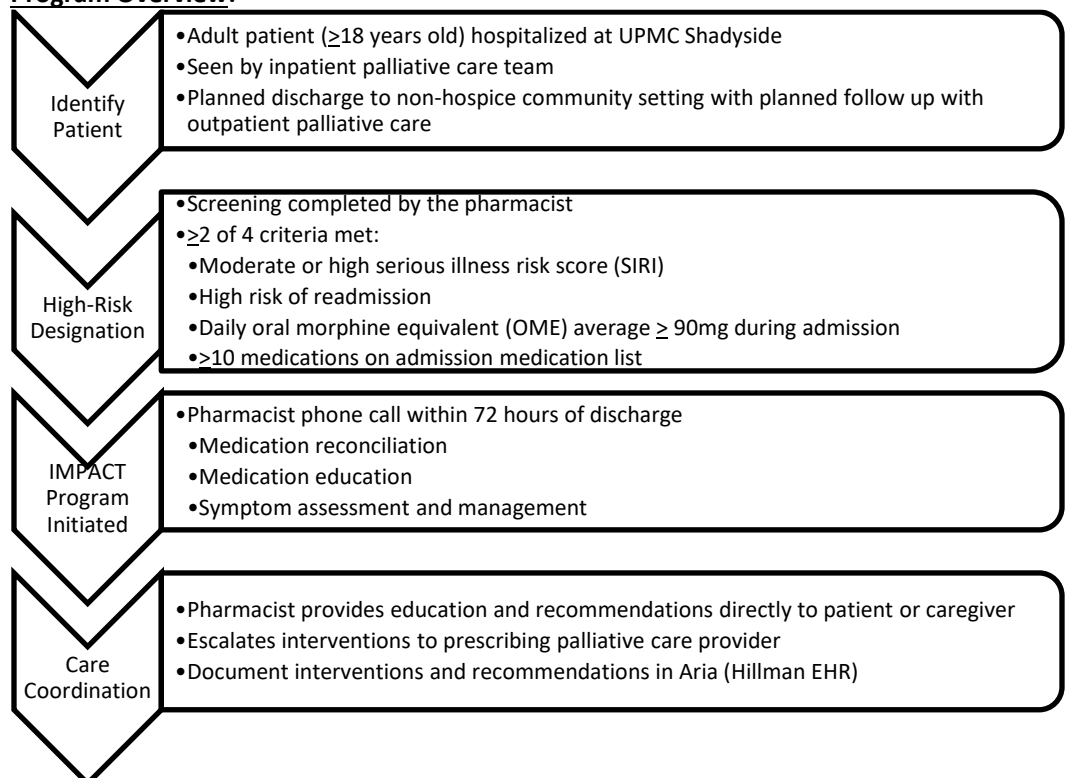 Program Overview:
•Adult patient (≥18 years old) hospitalized at UPMC Shadyside
•Seen by inpatient palliative care team
•Planned discharge to non-hospice community setting with planned follow up with
outpatient palliative care
Identify
Patient
•Screening completed by the pharmacist
•≥2 of 4 criteria met:
•Moderate or high serious illness risk score (SIRI)
•High risk of readmission
•Daily oral morphine equivalent (OME) average ≥ 90mg during admission
•≥10 medications on admission medication list
High-Risk
Designation
•Pharmacist phone call within 72 hours of discharge
•Medication reconciliation
•Medication education
•Symptom assessment and management
IMPACT
Program
Initiated
•Pharmacist provides education and recommendations directly to patient or caregiver
•Escalates interventions to prescribing palliative care provider
•Document interventions and recommendations in Aria (Hillman EHR)
Care
Coordination